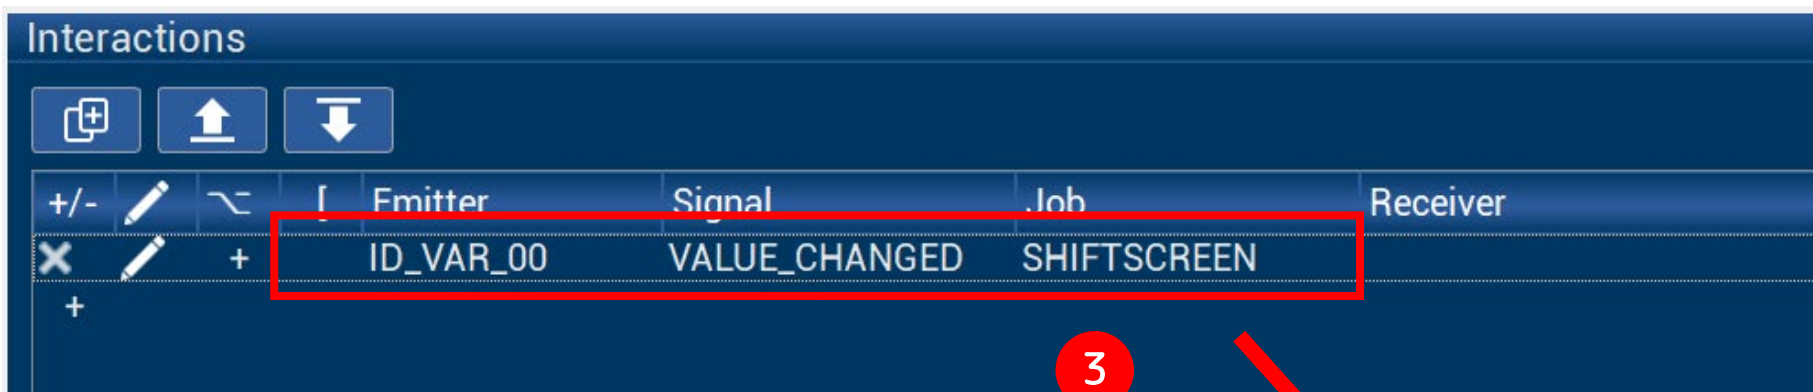 Interactions
+/- [ Emitter Signal Job Receiver
+ ID_VAR_00 VALUE_CHANGED SHIFTSCREEN
+
3